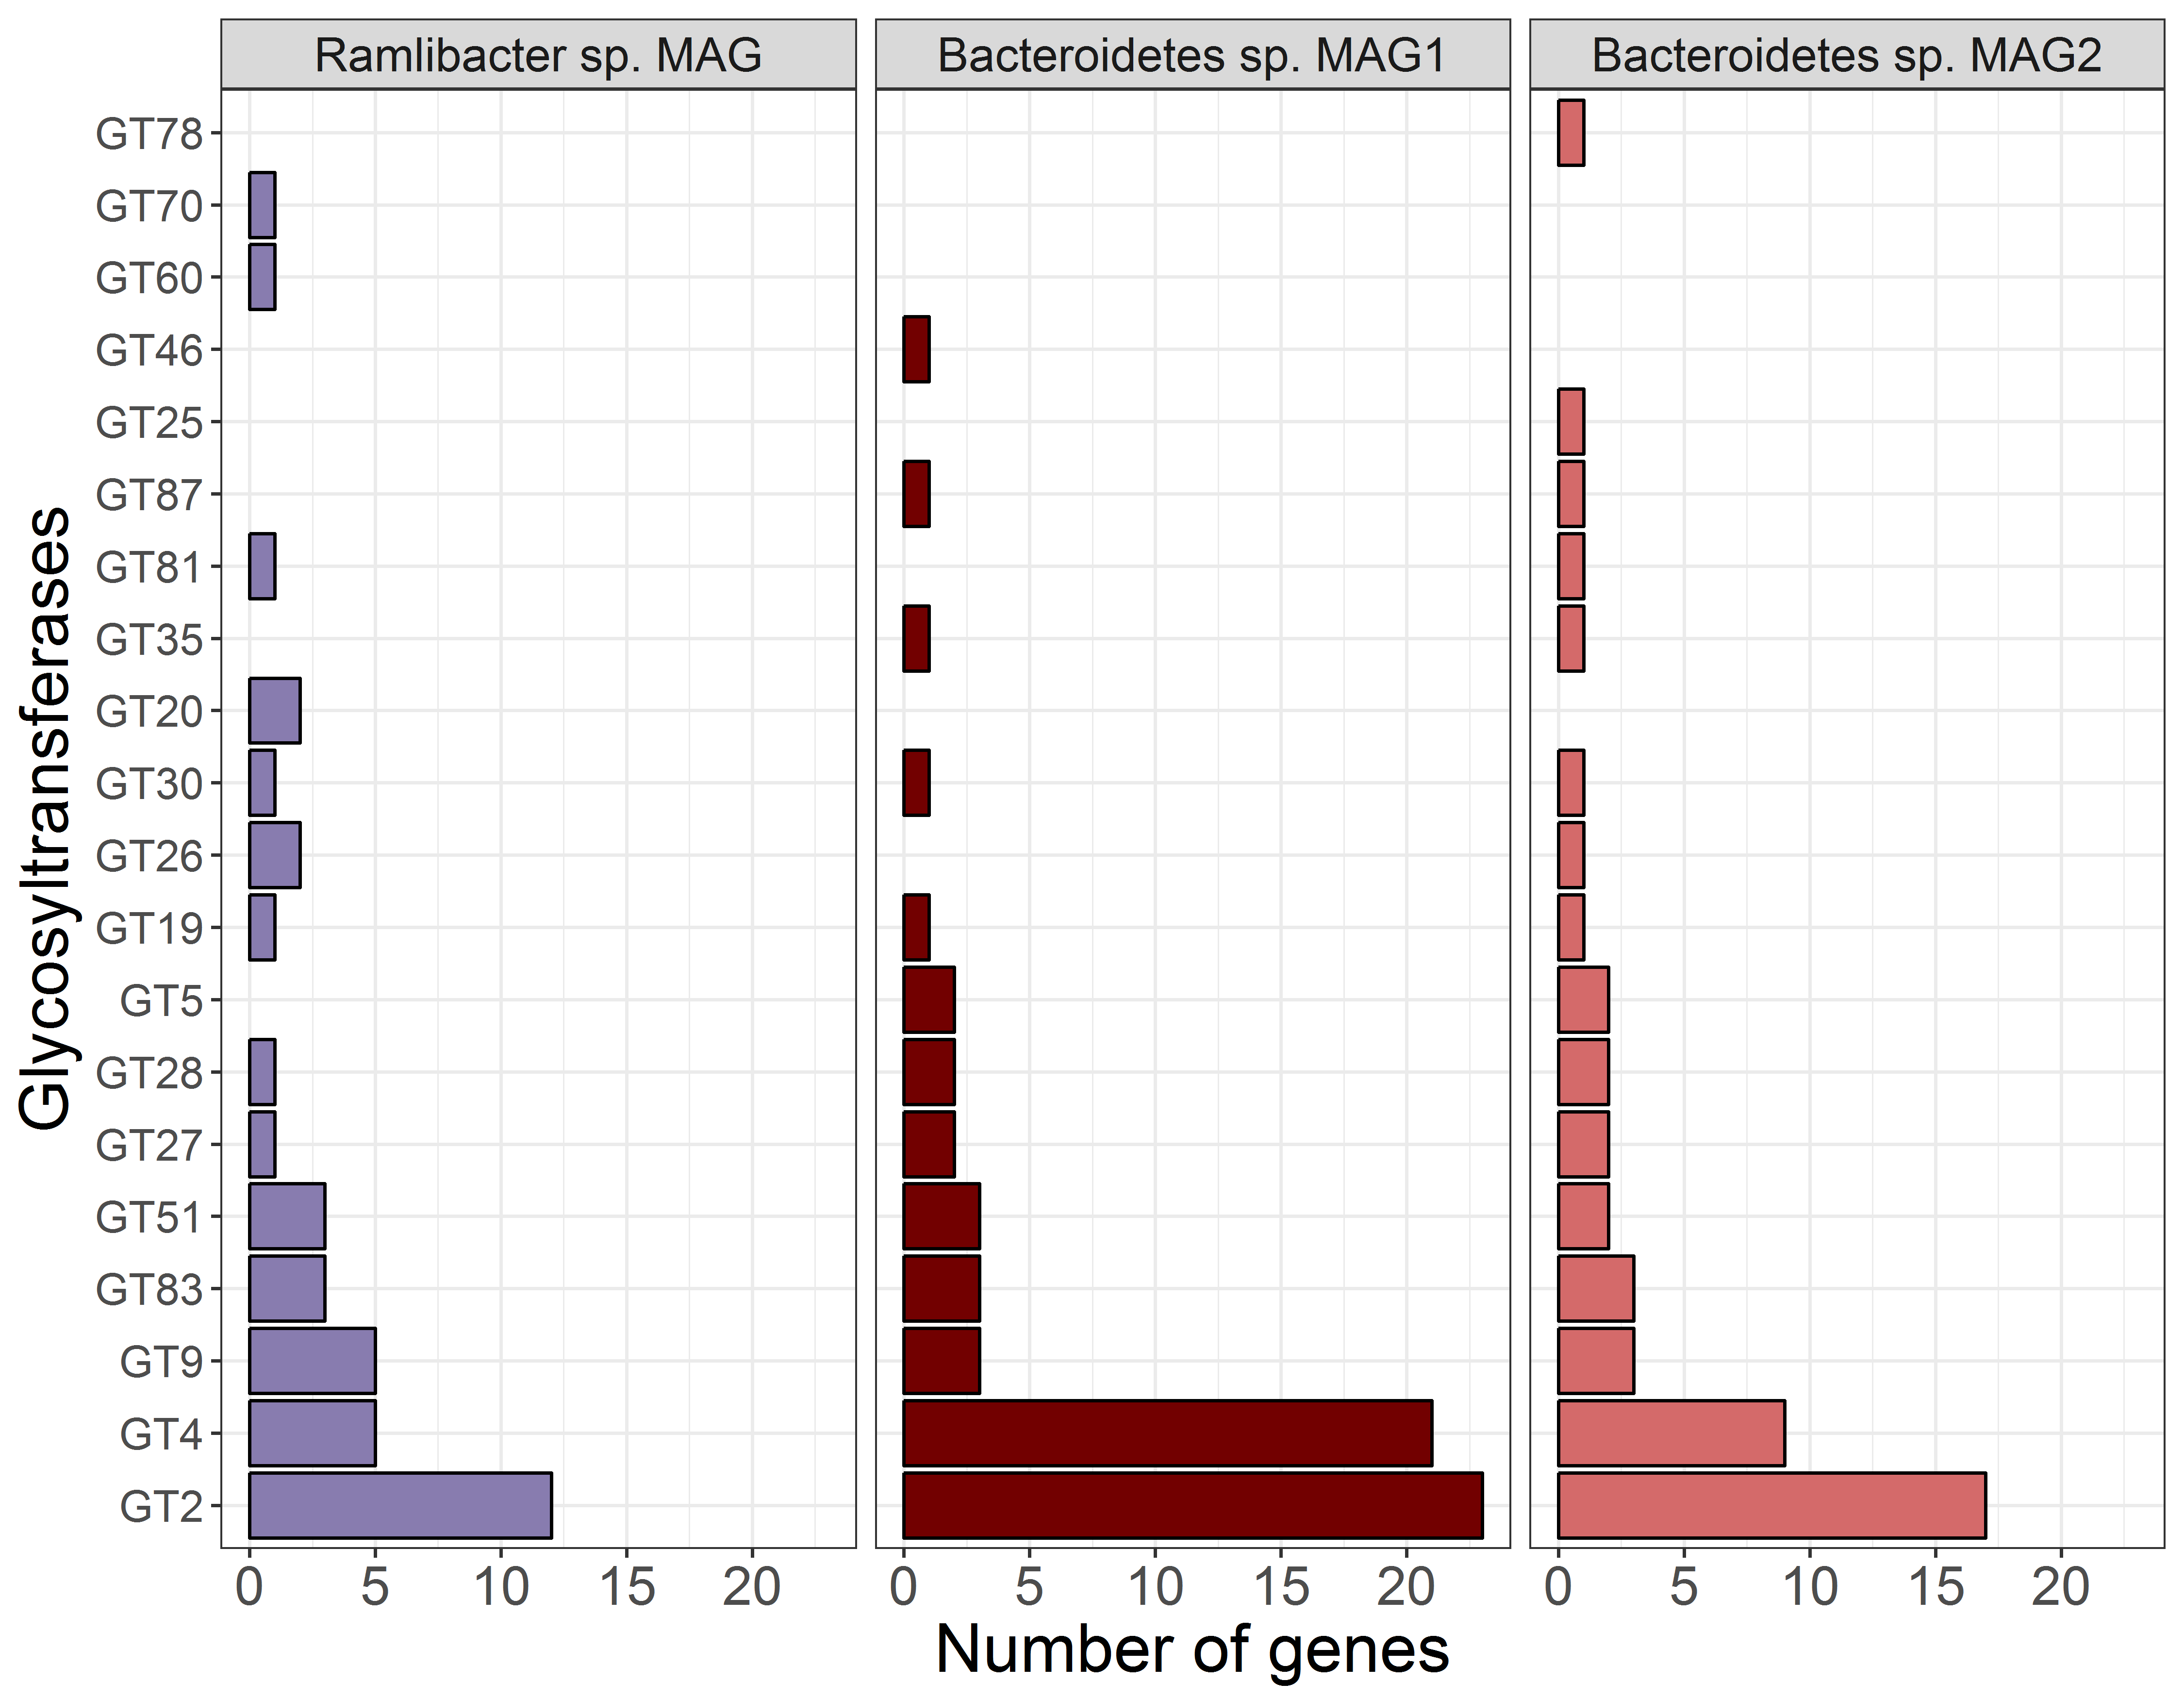 Ramlibacter sp. MAG
Bacteroidetes sp. MAG1
Bacteroidetes sp. MAG2
Glycosyltransferases
GT78
GT70
GT60
GT46
GT25
GT87
GT81
GT35
GT20
GT30
GT26
GT19
GT5
GT28
GT27
GT51
GT83
GT9
GT4
GT2
0 5 10 15 20
0 5 10 15 20
0 5 10 15 20
Number of genes